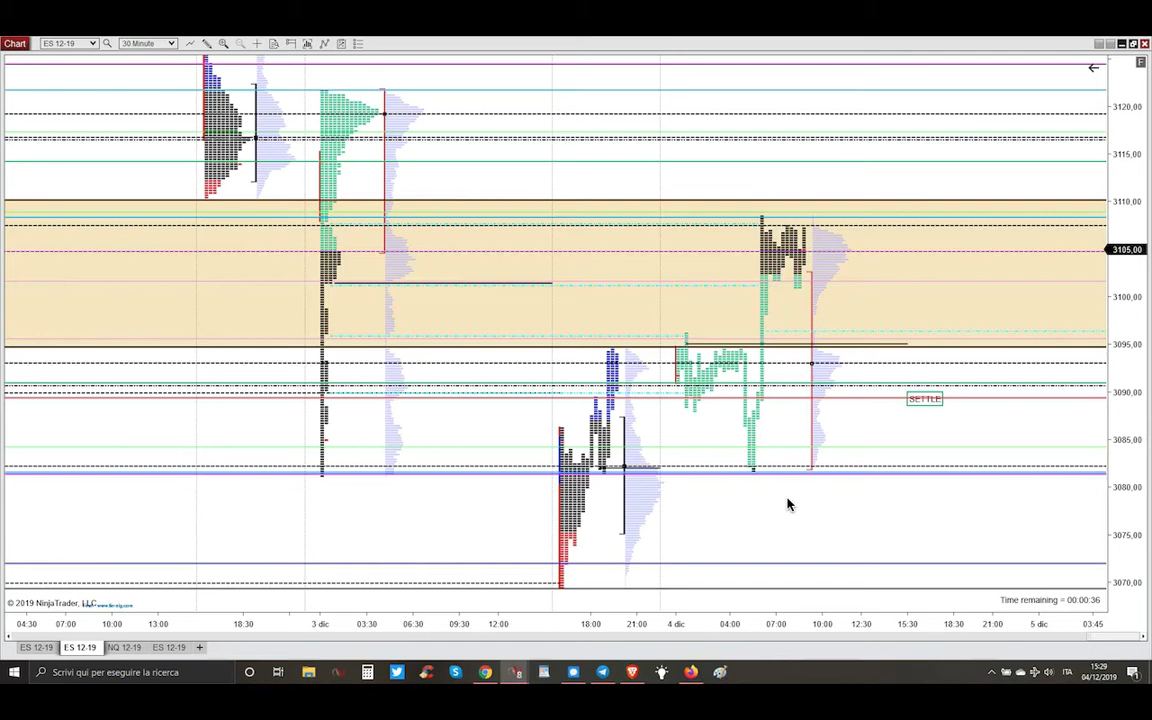 Chart ES 12-19 30 Minute
F
3120,00
3115,00
3110,00
3105,00
3100,00
3095,00
3090,00
SETTLE
3085,00
3080,00
3075,00
3070,00
© 2019 NinjaTrader, LLC
Time remaining = 00:00:36
04:30 07:00 10:00 13:00 18:30 3 dic 03:30 06:30 09:30 12:00 18:00 21:00 4 dic 04:00 07:00 10:00 12:30 15:30 18:30 21:00 5 dic 03:45
ES 12-19 ES 12-19 NQ 12-19 ES 12-19 +
Scrivi qui per eseguire la ricerca
ITA
15:29
04/12/2019